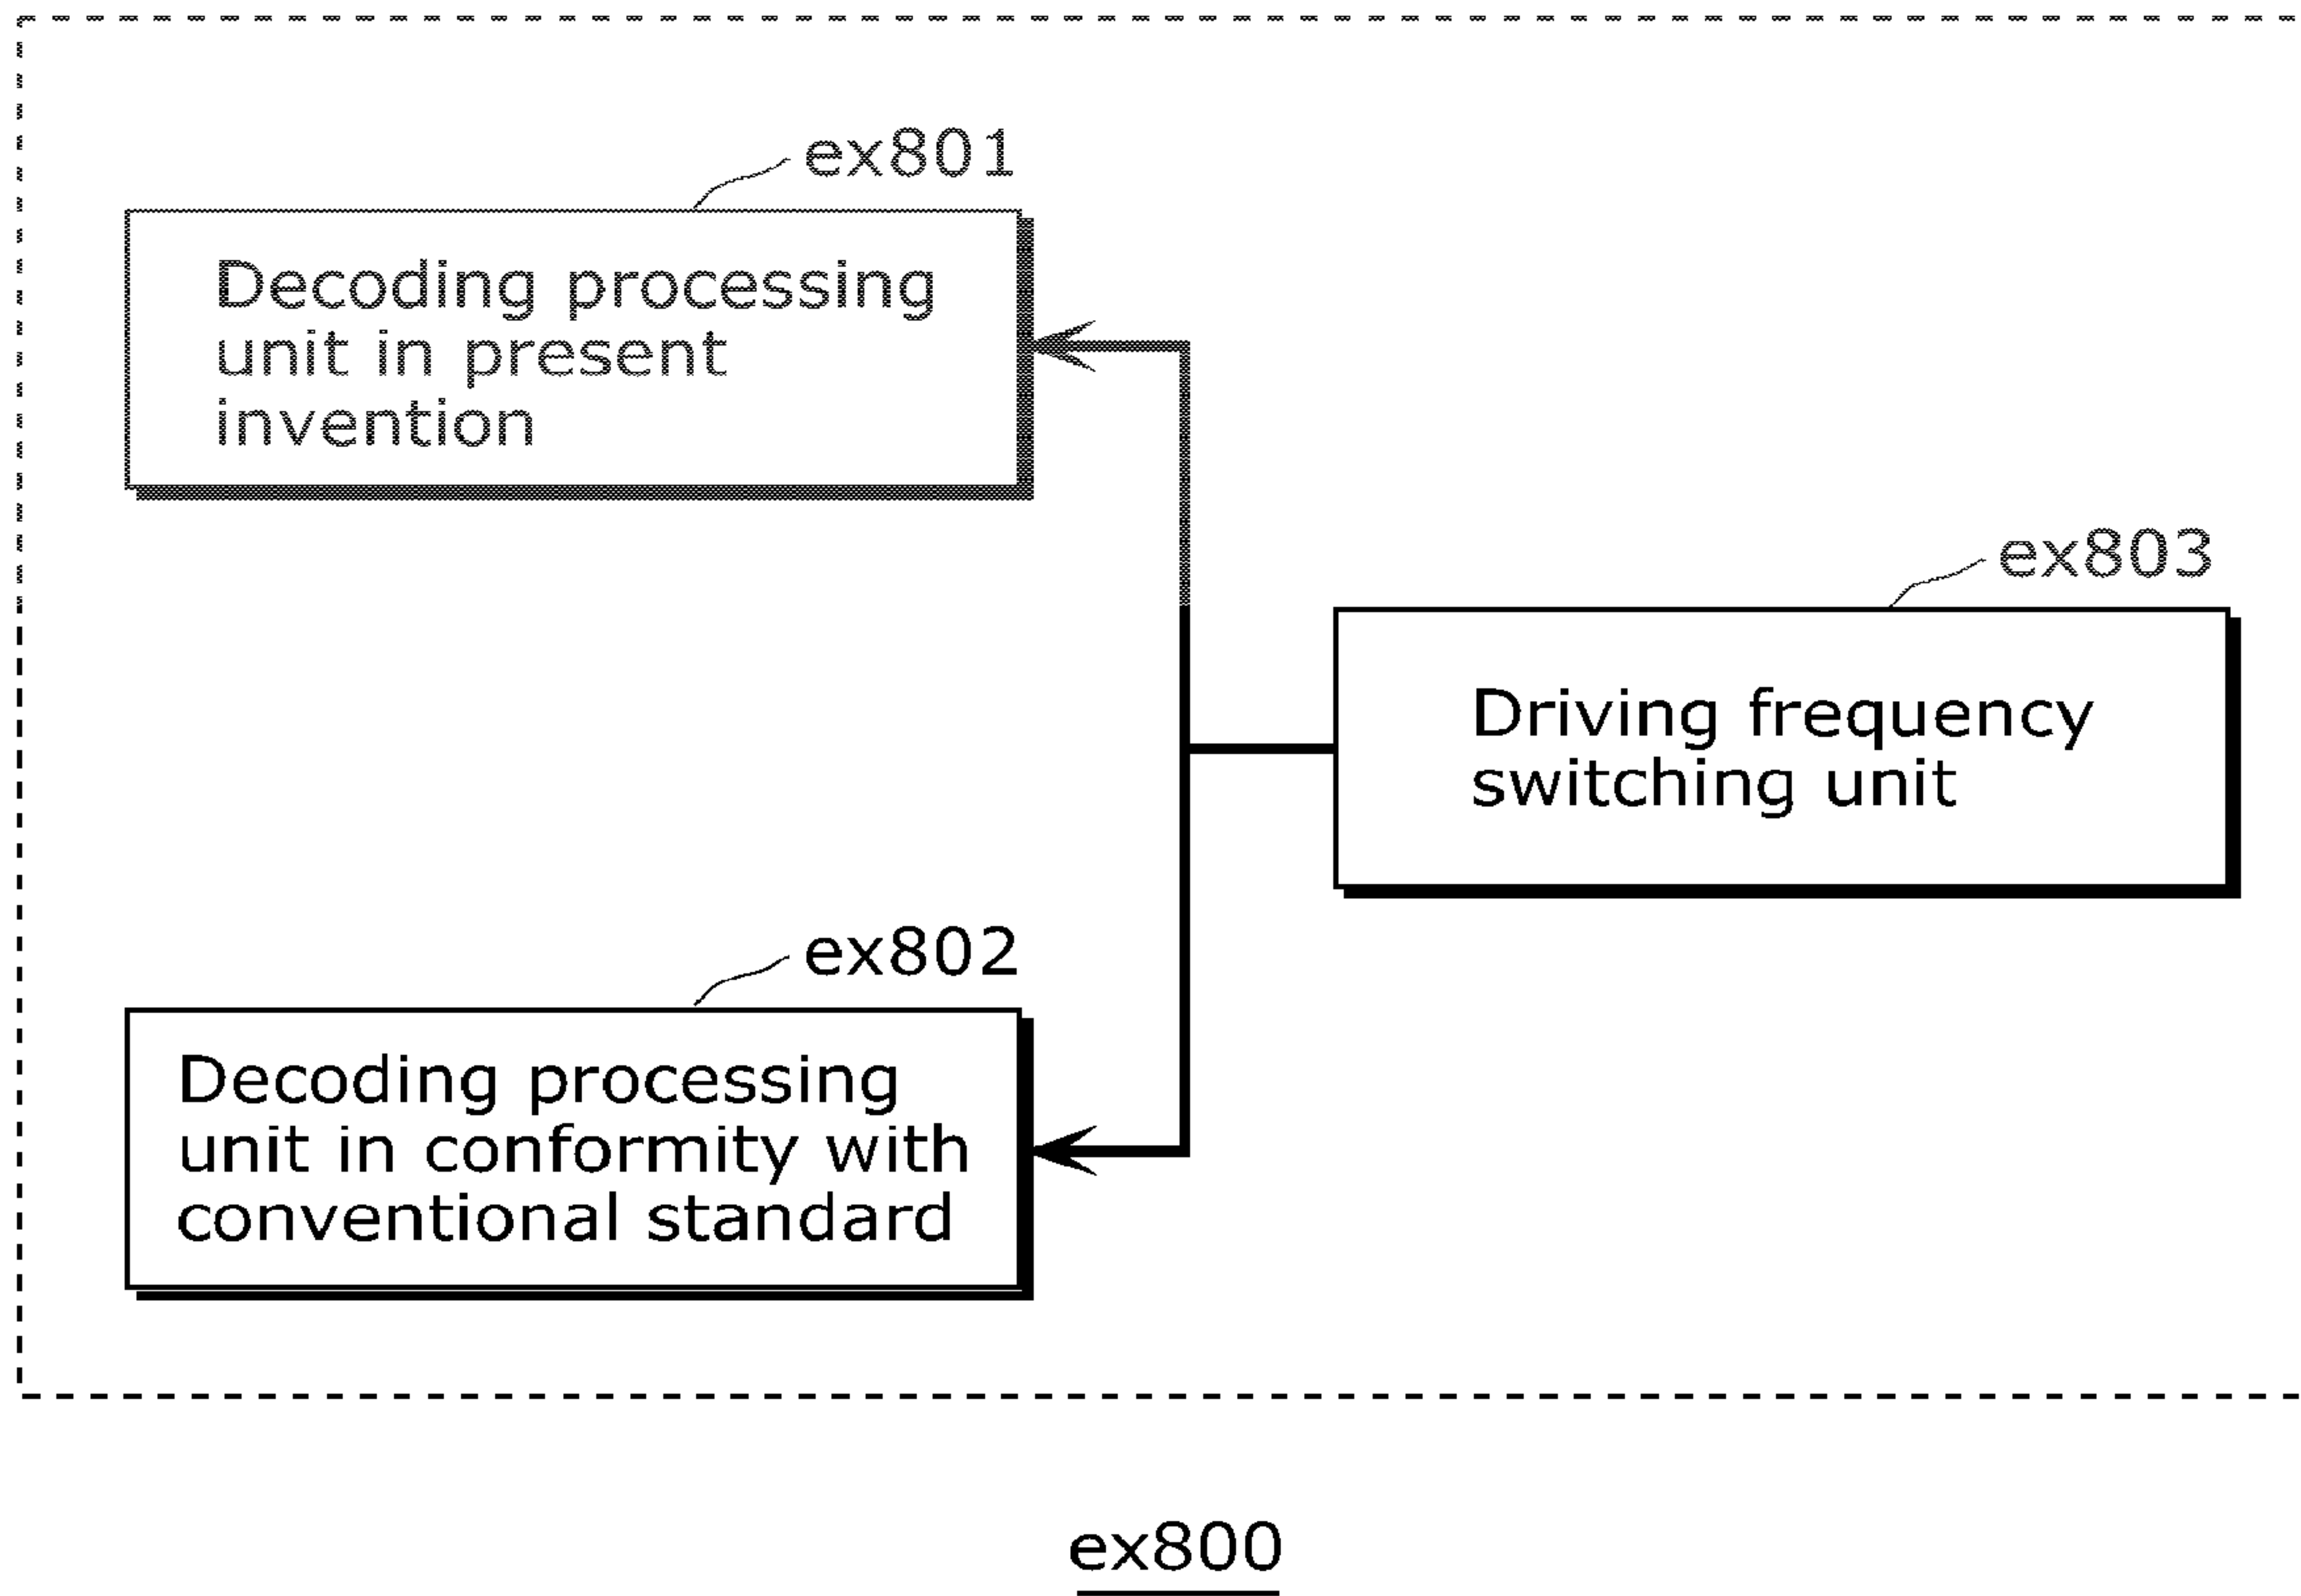 ex801
Decoding processing
unit in present
invention
ex803
Driving frequency
switching unit
ex802
Decoding processing
unit in conformity with
conventional standard
ex800